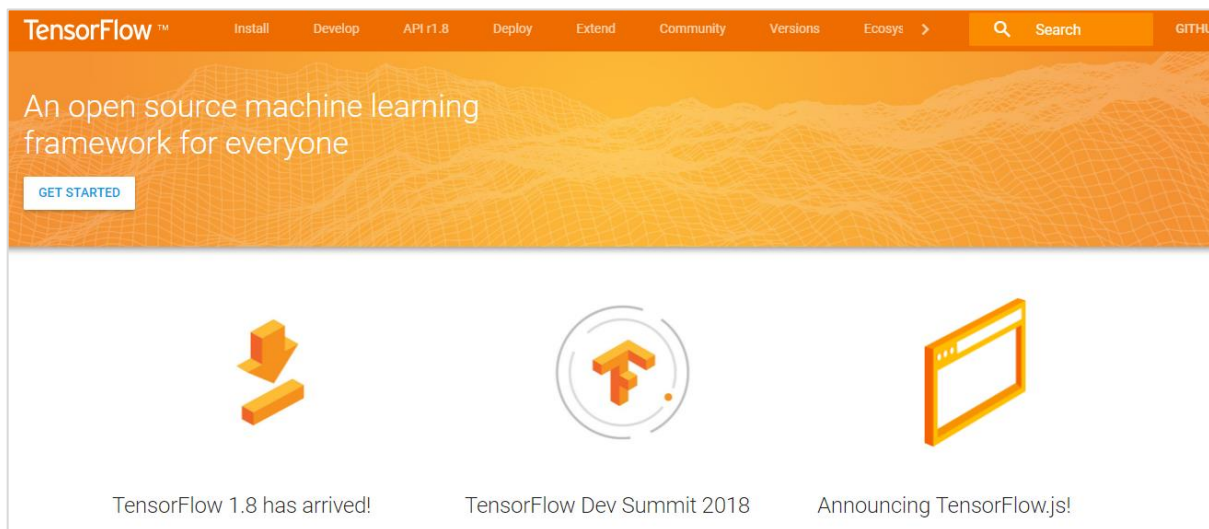 TensorFlow ™ Install Develop API r1.8 Deploy Extend Community Versions Ecosys Search GITHU
An open source machine learning
framework for everyone
GET STARTED
TensorFlow 1.8 has arrived! TensorFlow Dev Summit 2018 Announcing TensorFlow.js!